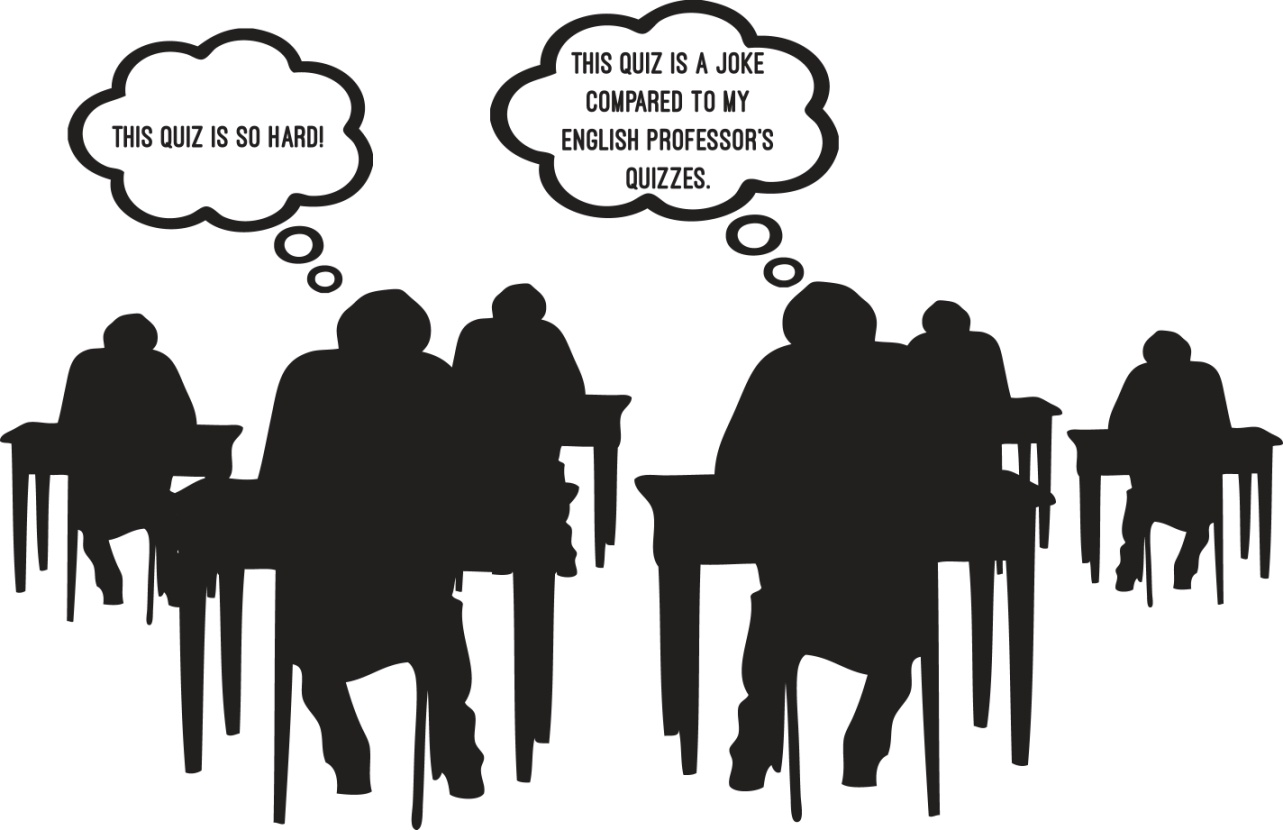 THIS QUIZ IS SO HARD!
THIS QUIZ IS A JOKE
COMPARED TO MY
ENGLISH PROFESSOR'S
QUIZZES.